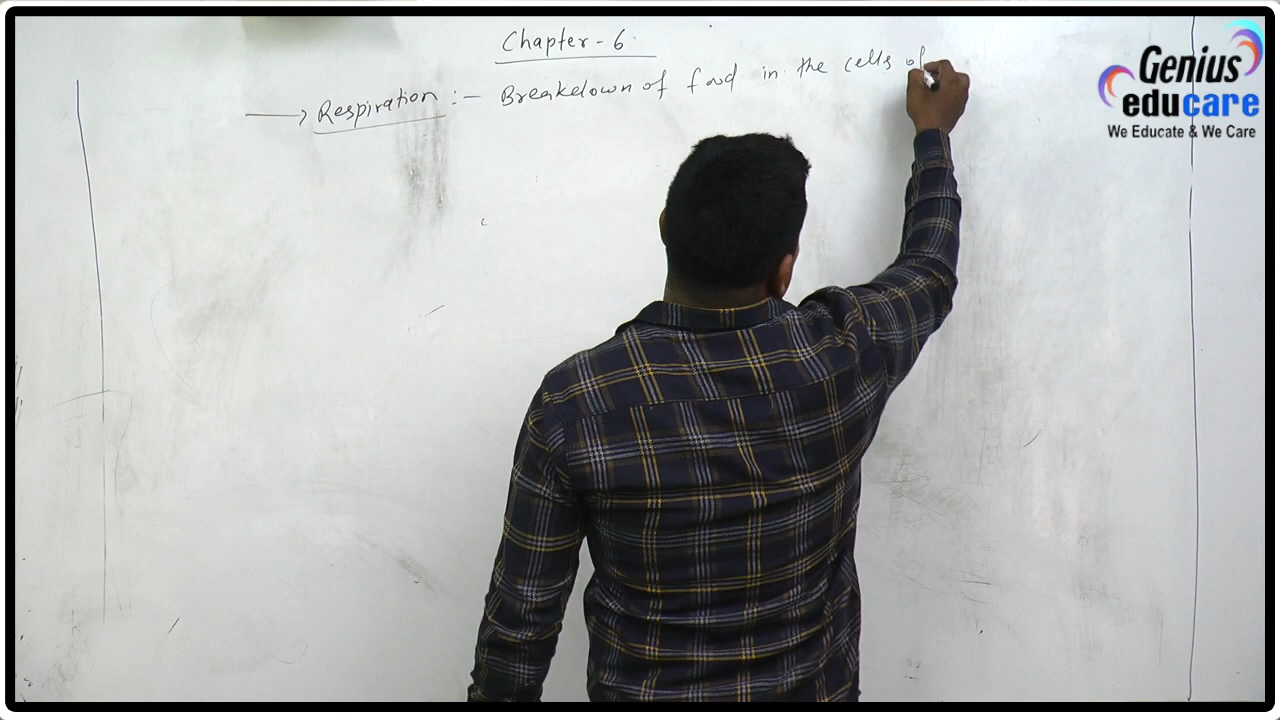 Chapter - 6
→ Respiration :- Breakdown of food in the cells of
Genius
educare
We Educate & We Care